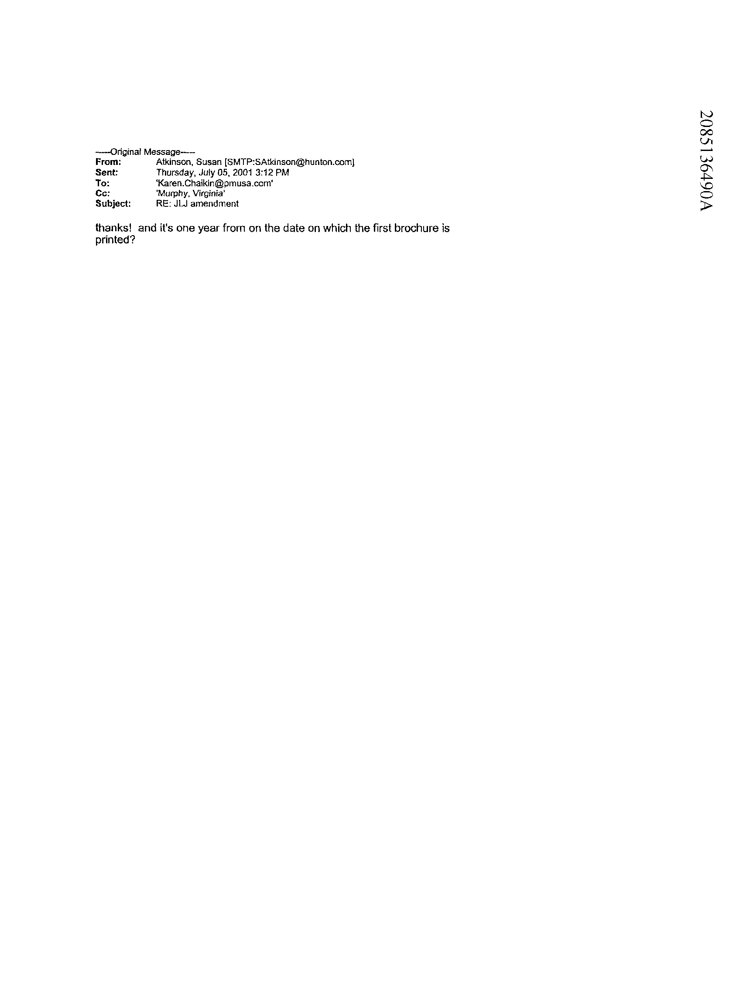 -----Original Message-----
From: Atkinson, Susan [SMTP:SAtkinson@hunton.com]
Sent: Thursday, July 05, 2001 3:12 PM
To: 'Karen.Chaikin@pmusa.com'
Cc: 'Murphy, Virginia'
Subject: RE: JLJ amendment
thanks! and it's one year from on the date on which the first brochure is
printed?
2085136490A